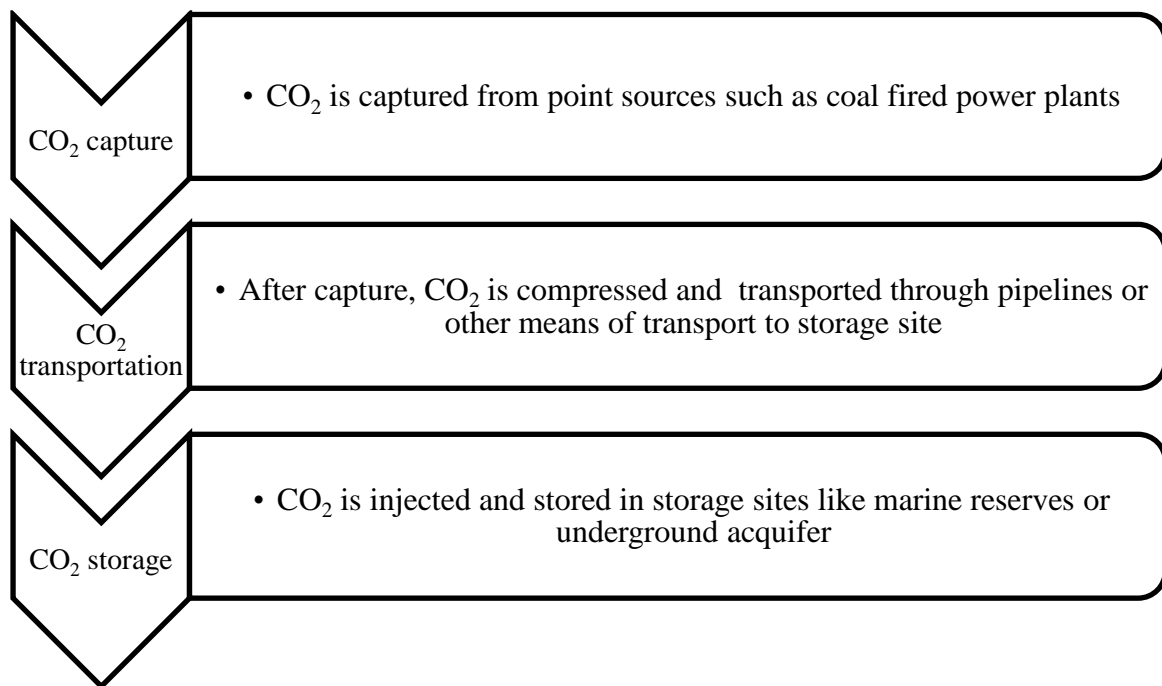 CO₂ capture
• CO₂ is captured from point sources such as coal fired power plants
CO₂
transportation
• After capture, CO₂ is compressed and  transported through pipelines or
other means of transport to storage site
CO₂ storage
• CO₂ is injected and stored in storage sites like marine reserves or
underground acquifer